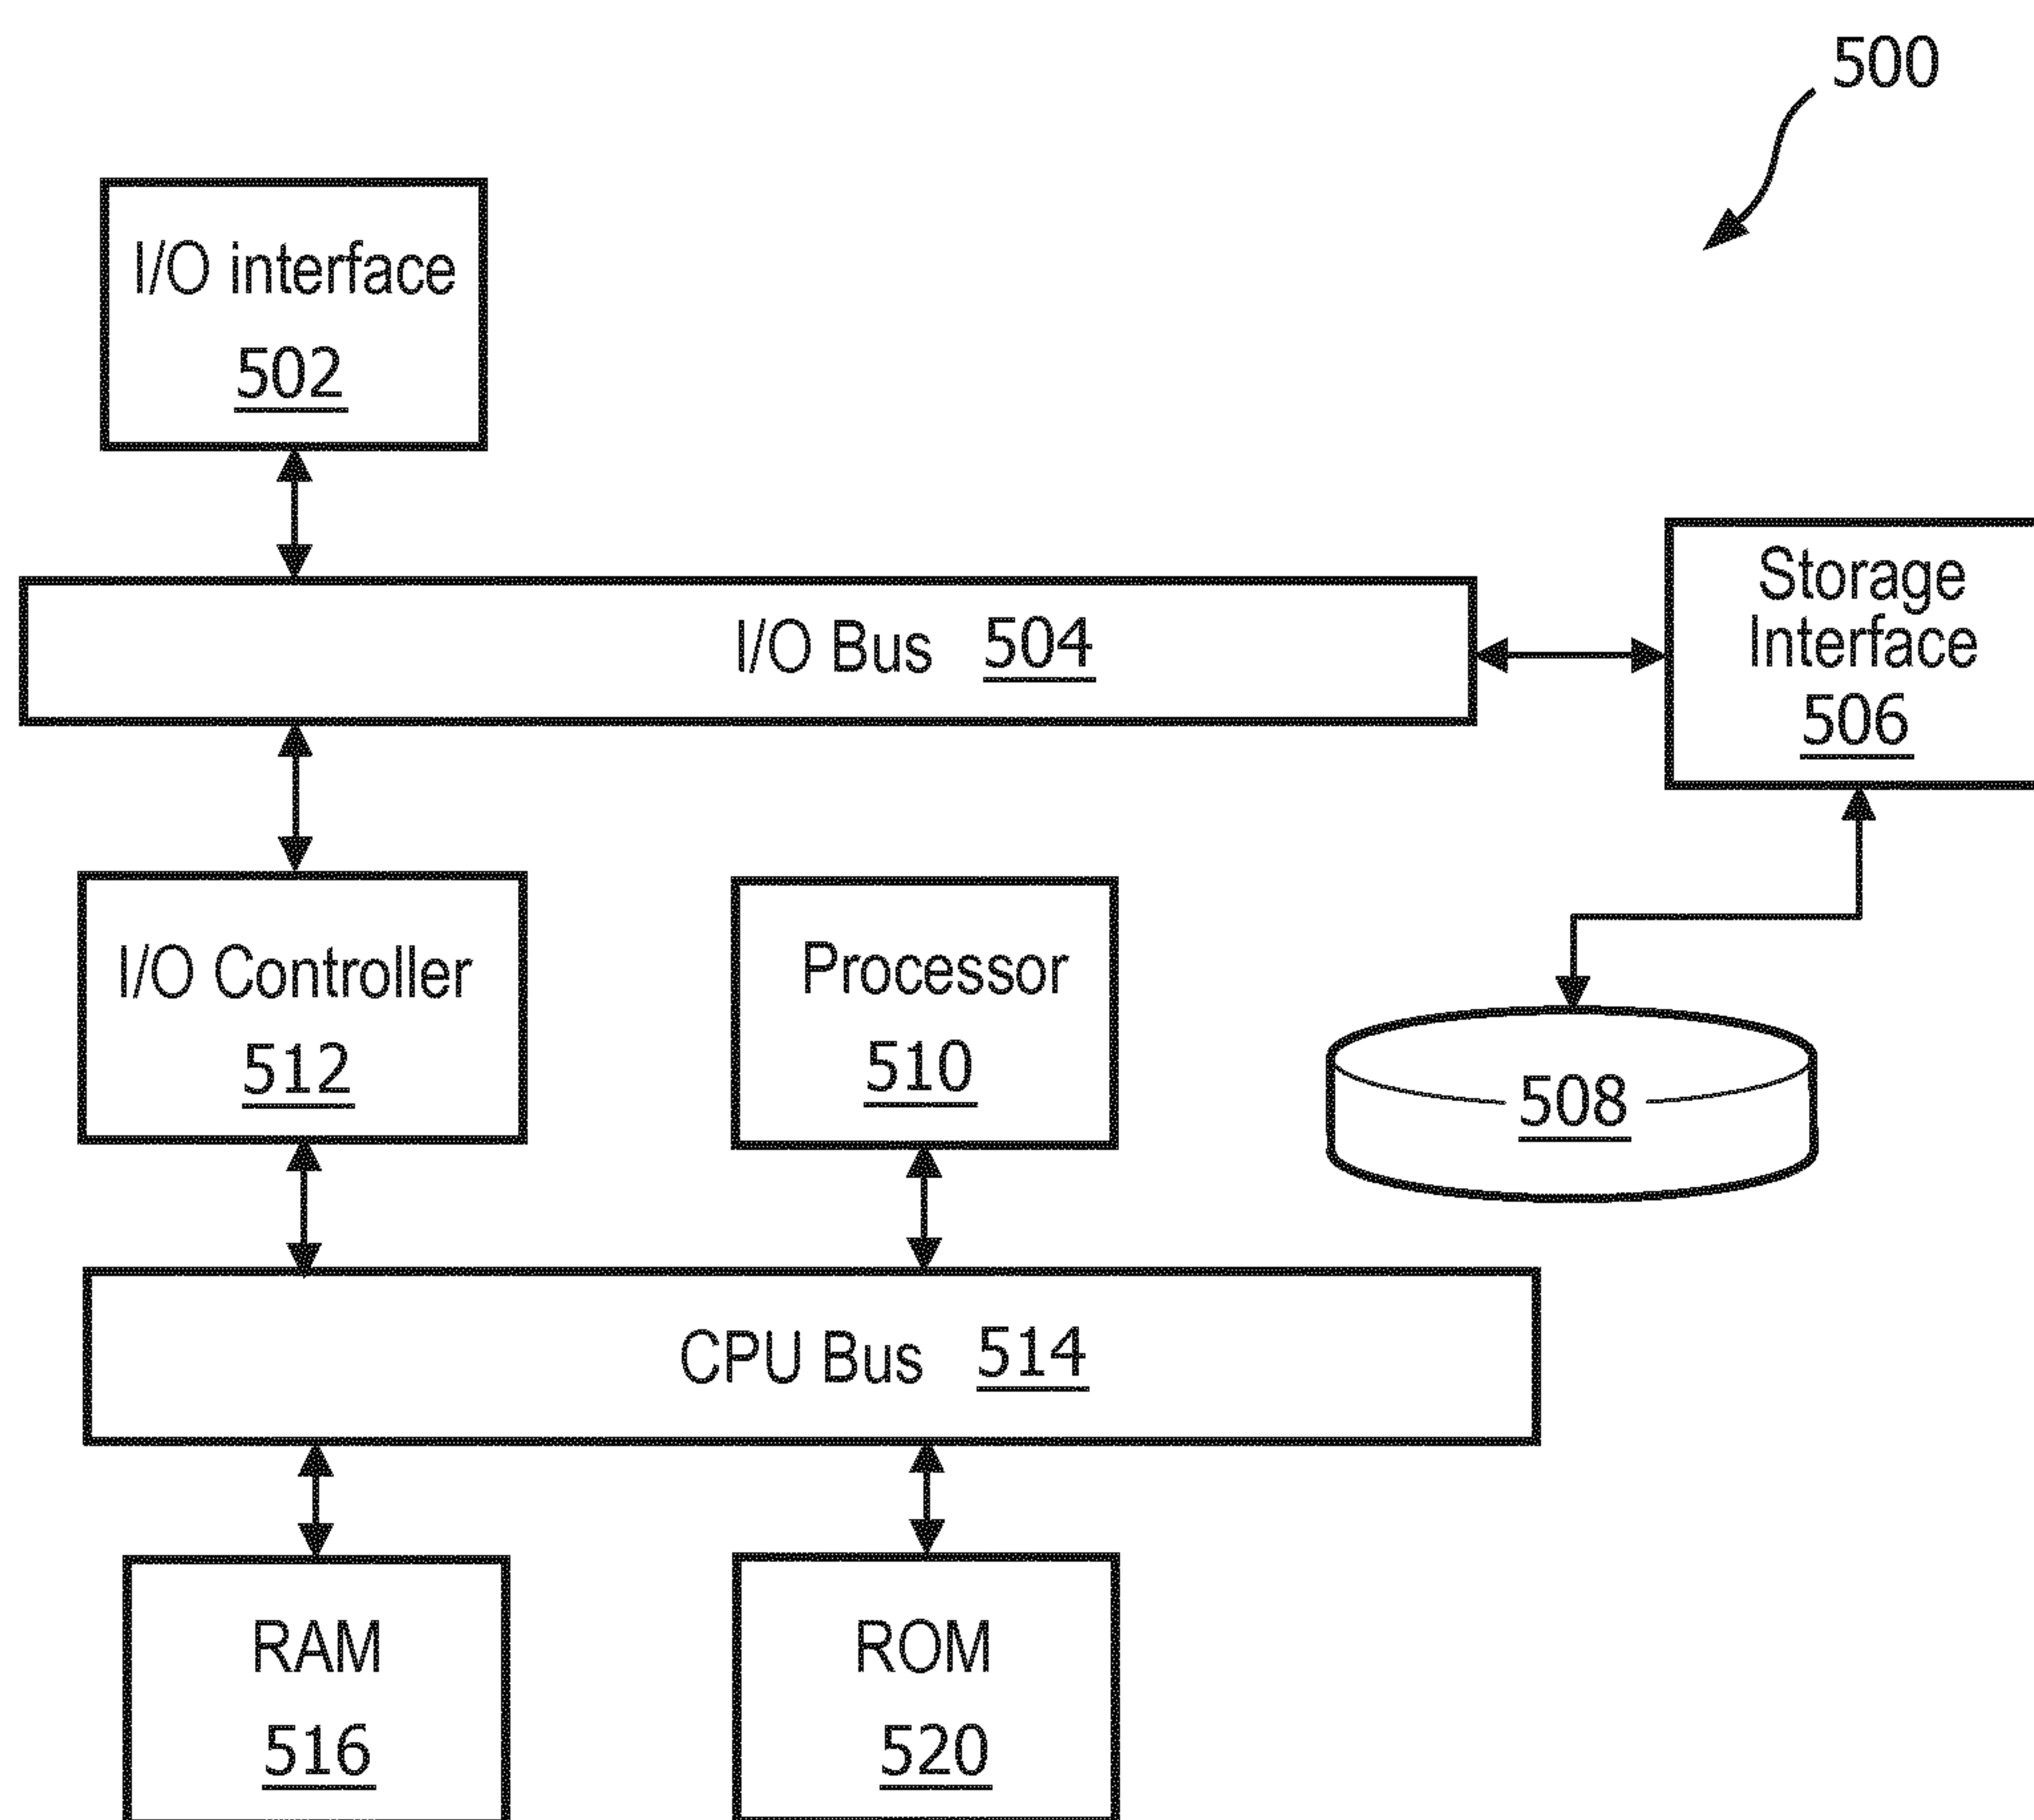 500
I/O interface
502
I/O Bus 504
Storage
Interface
506
I/O Controller
512
Processor
510
508
CPU Bus 514
RAM
516
ROM
520